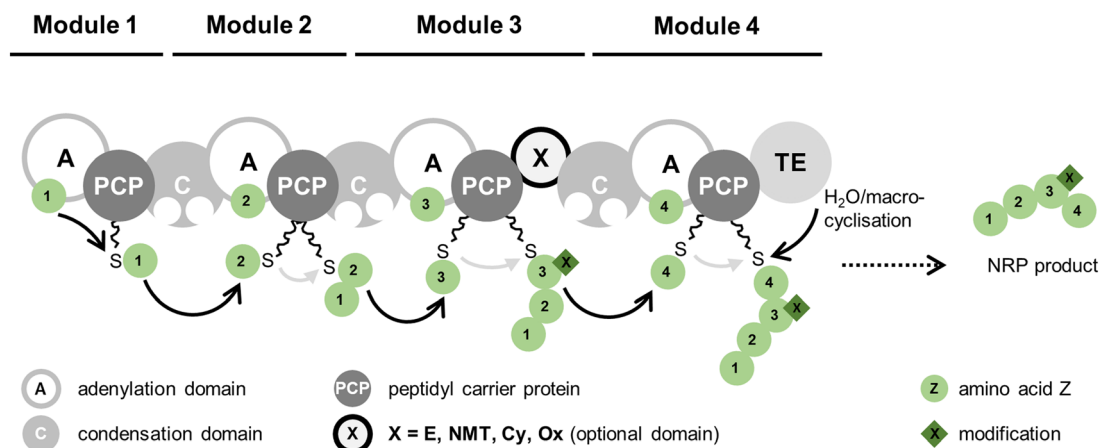 Module 1 Module 2 Module 3 Module 4
A PCP C A PCP C A PCP X C A PCP TE
1 2 3 4
H2O/macro-
cyclisation
S 1 2 S S 2 1 S 3 S 3 X 2 1 S 4 S 4 3 X 2 1
1 2 3 X 4
NRP product
A adenylation domain PCP peptidyl carrier protein Z amino acid Z
C condensation domain X X = E, NMT, Cy, Ox (optional domain) X modification